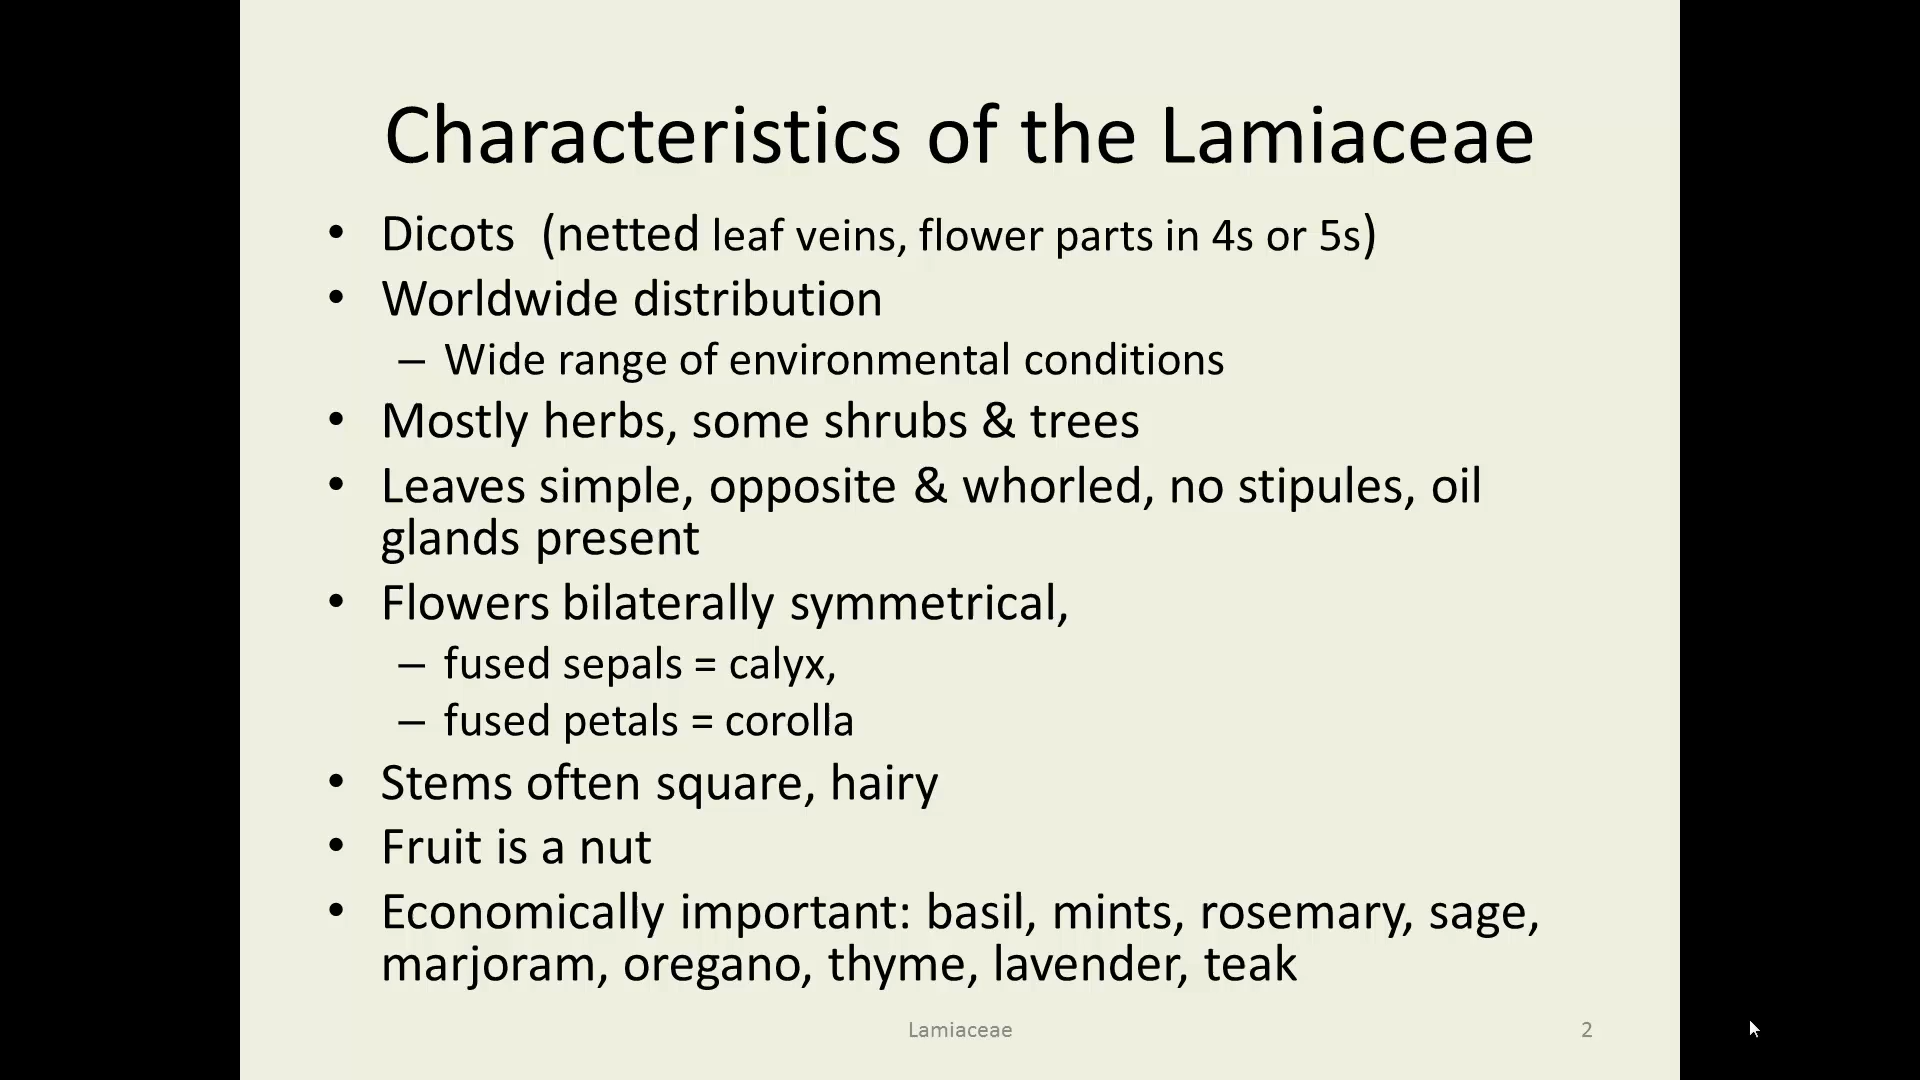 Characteristics of the Lamiaceae
• Dicots (netted leaf veins, flower parts in 4s or 5s)
• Worldwide distribution
– Wide range of environmental conditions
• Mostly herbs, some shrubs & trees
• Leaves simple, opposite & whorled, no stipules, oil
glands present
• Flowers bilaterally symmetrical,
– fused sepals = calyx,
– fused petals = corolla
• Stems often square, hairy
• Fruit is a nut
• Economically important: basil, mints, rosemary, sage,
marjoram, oregano, thyme, lavender, teak
Lamiaceae
2